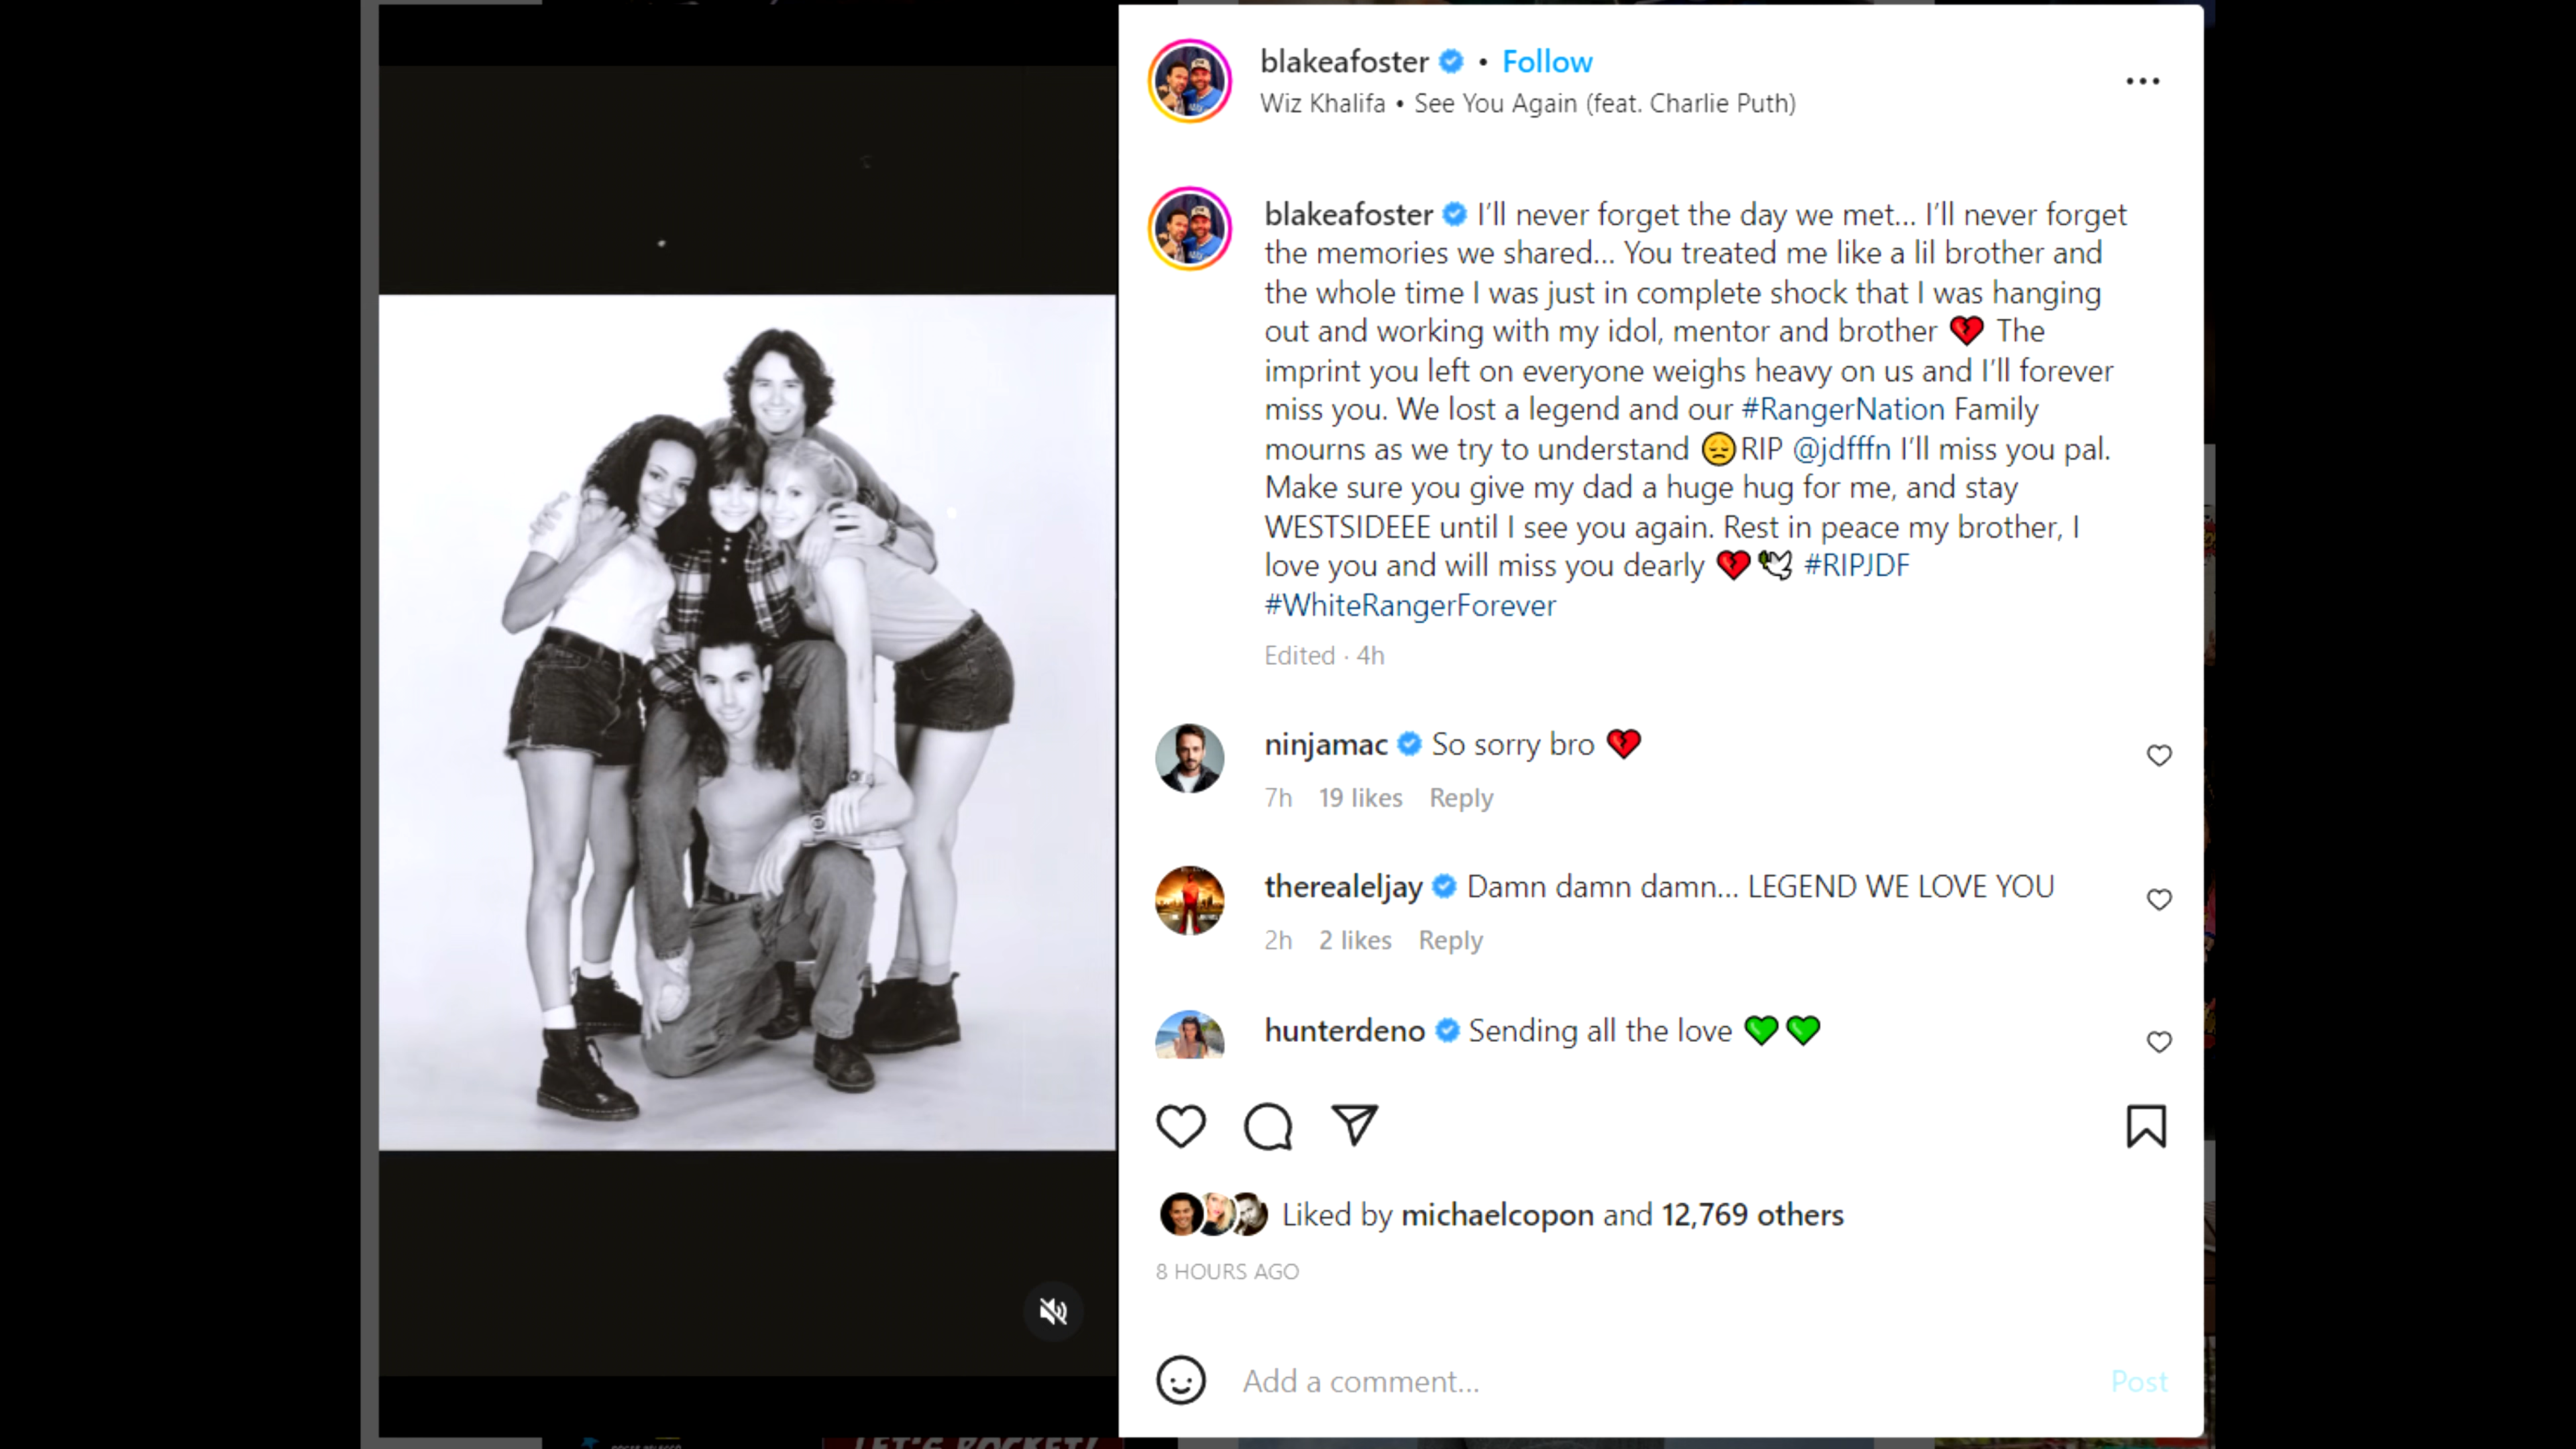 blakeafoster • Follow
Wiz Khalifa • See You Again (feat. Charlie Puth)
blakeafoster I’ll never forget the day we met... I’ll never forget
the memories we shared... You treated me like a lil brother and
the whole time I was just in complete shock that I was hanging
out and working with my idol, mentor and brother 💔 The
imprint you left on everyone weighs heavy on us and I’ll forever
miss you. We lost a legend and our #RangerNation Family
mourns as we try to understand 😞RIP @jdfffn I’ll miss you pal.
Make sure you give my dad a huge hug for me, and stay
WESTSIDEEE until I see you again. Rest in peace my brother, I
love you and will miss you dearly 💔🕊 #RIPJDF
#WhiteRangerForever
Edited · 4h
ninjamac So sorry bro 💔
7h 19 likes Reply
therealeljay Damn damn damn... LEGEND WE LOVE YOU
2h 2 likes Reply
hunterdeno Sending all the love 💚💚
Liked by michaelcopon and 12,769 others
8 HOURS AGO
Add a comment... Post
LET'S ROCKET!